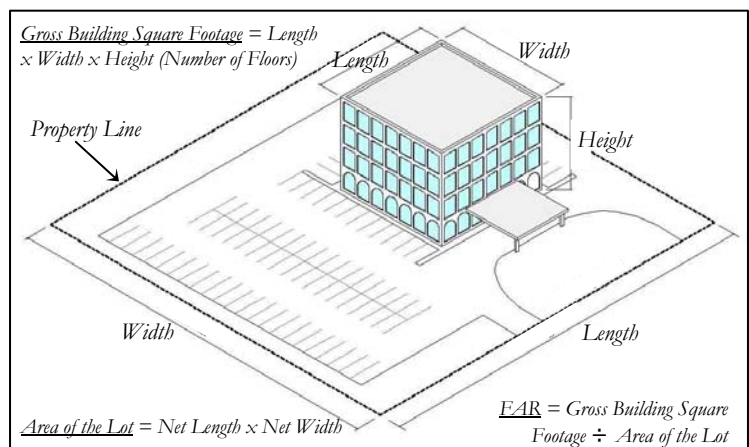 Gross Building Square Footage = Length
x Width x Height (Number of Floors)
Length
Width
Property Line
Height
Width
Length
Area of the Lot = Net Length x Net Width
FAR = Gross Building Square
Footage ÷ Area of the Lot